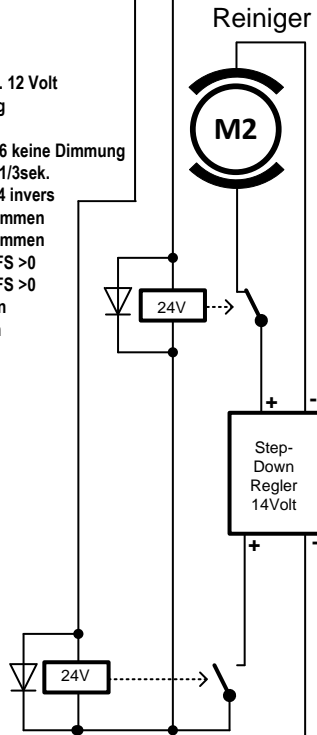 Reiniger
. 12 Volt
g
6 keine Dimmung
1/3sek.
4 invers
mmen
mmen
FS >0
FS >0
n
n
M2
24V
+ -
Step-
Down
Regler
14Volt
+ -
24V